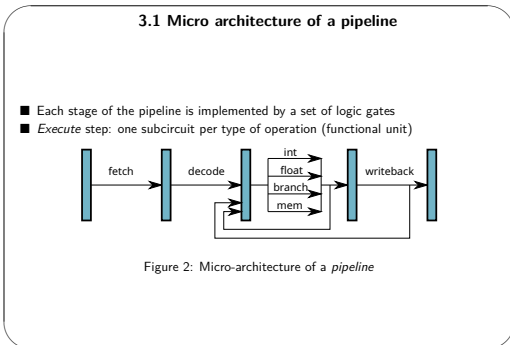 3.1 Micro architecture of a pipeline
■ Each stage of the pipeline is implemented by a set of logic gates
■ Execute step: one subcircuit per type of operation (functional unit)
fetch
decode
int
float
branch
mem
writeback
Figure 2: Micro-architecture of a pipeline